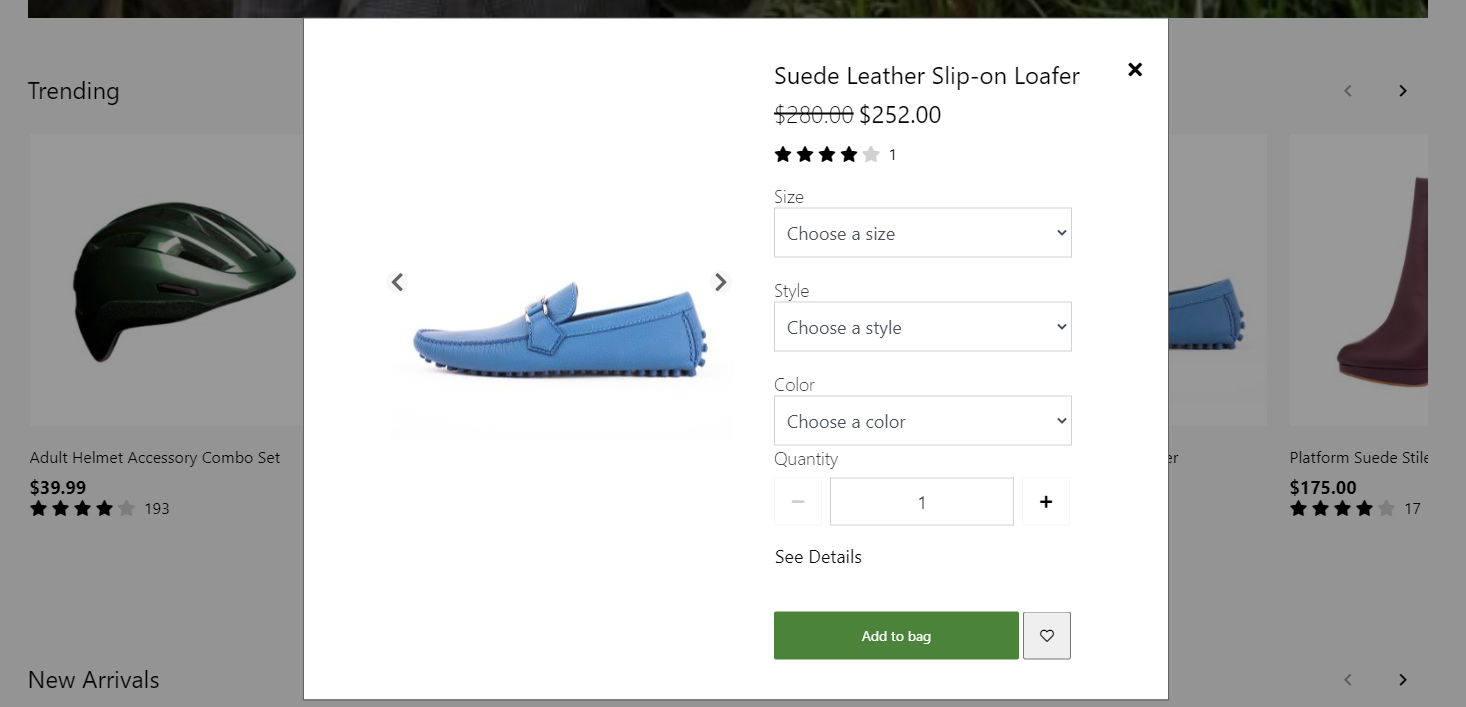 Trending
Suede Leather Slip-on Loafer
$280.00 $252.00
1
Size
Choose a size
Style
Choose a style
Color
Choose a color
Quantity
1
See Details
Add to bag
Adult Helmet Accessory Combo Set
$39.99
193
er
Platform Suede Stile
$175.00
17
New Arrivals